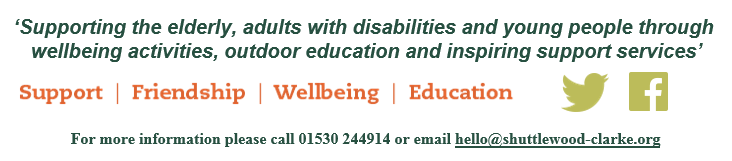 ‘Supporting the elderly, adults with disabilities and young people through
wellbeing activities, outdoor education and inspiring support services’
Support | Friendship | Wellbeing | Education
For more information please call 01530 244914 or email hello@shuttlewood-clarke.org